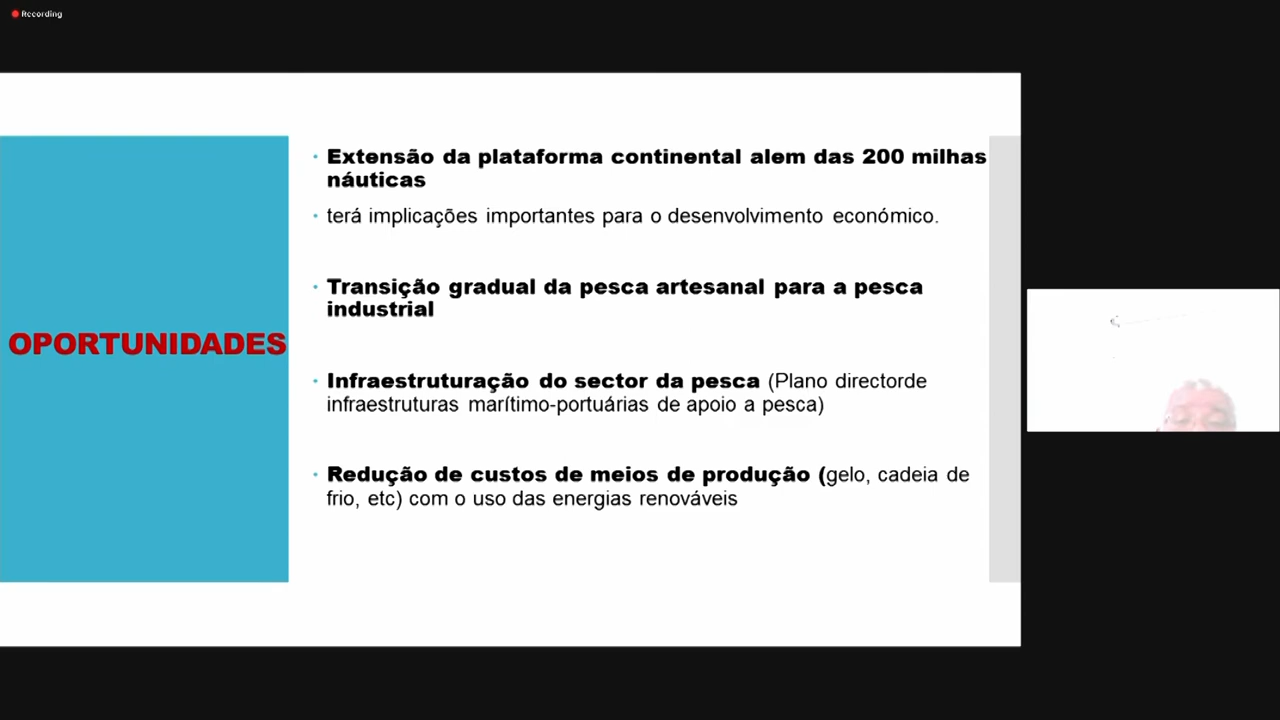 Recording
OPORTUNIDADES
• Extensão da plataforma continental alem das 200 milhas
náuticas
• terá implicações importantes para o desenvolvimento económico.
• Transição gradual da pesca artesanal para a pesca
industrial
• Infraestruturação do sector da pesca (Plano directorde
infraestruturas marítimo-portuárias de apoio a pesca)
• Redução de custos de meios de produção (gelo, cadeia de
frio, etc) com o uso das energias renováveis